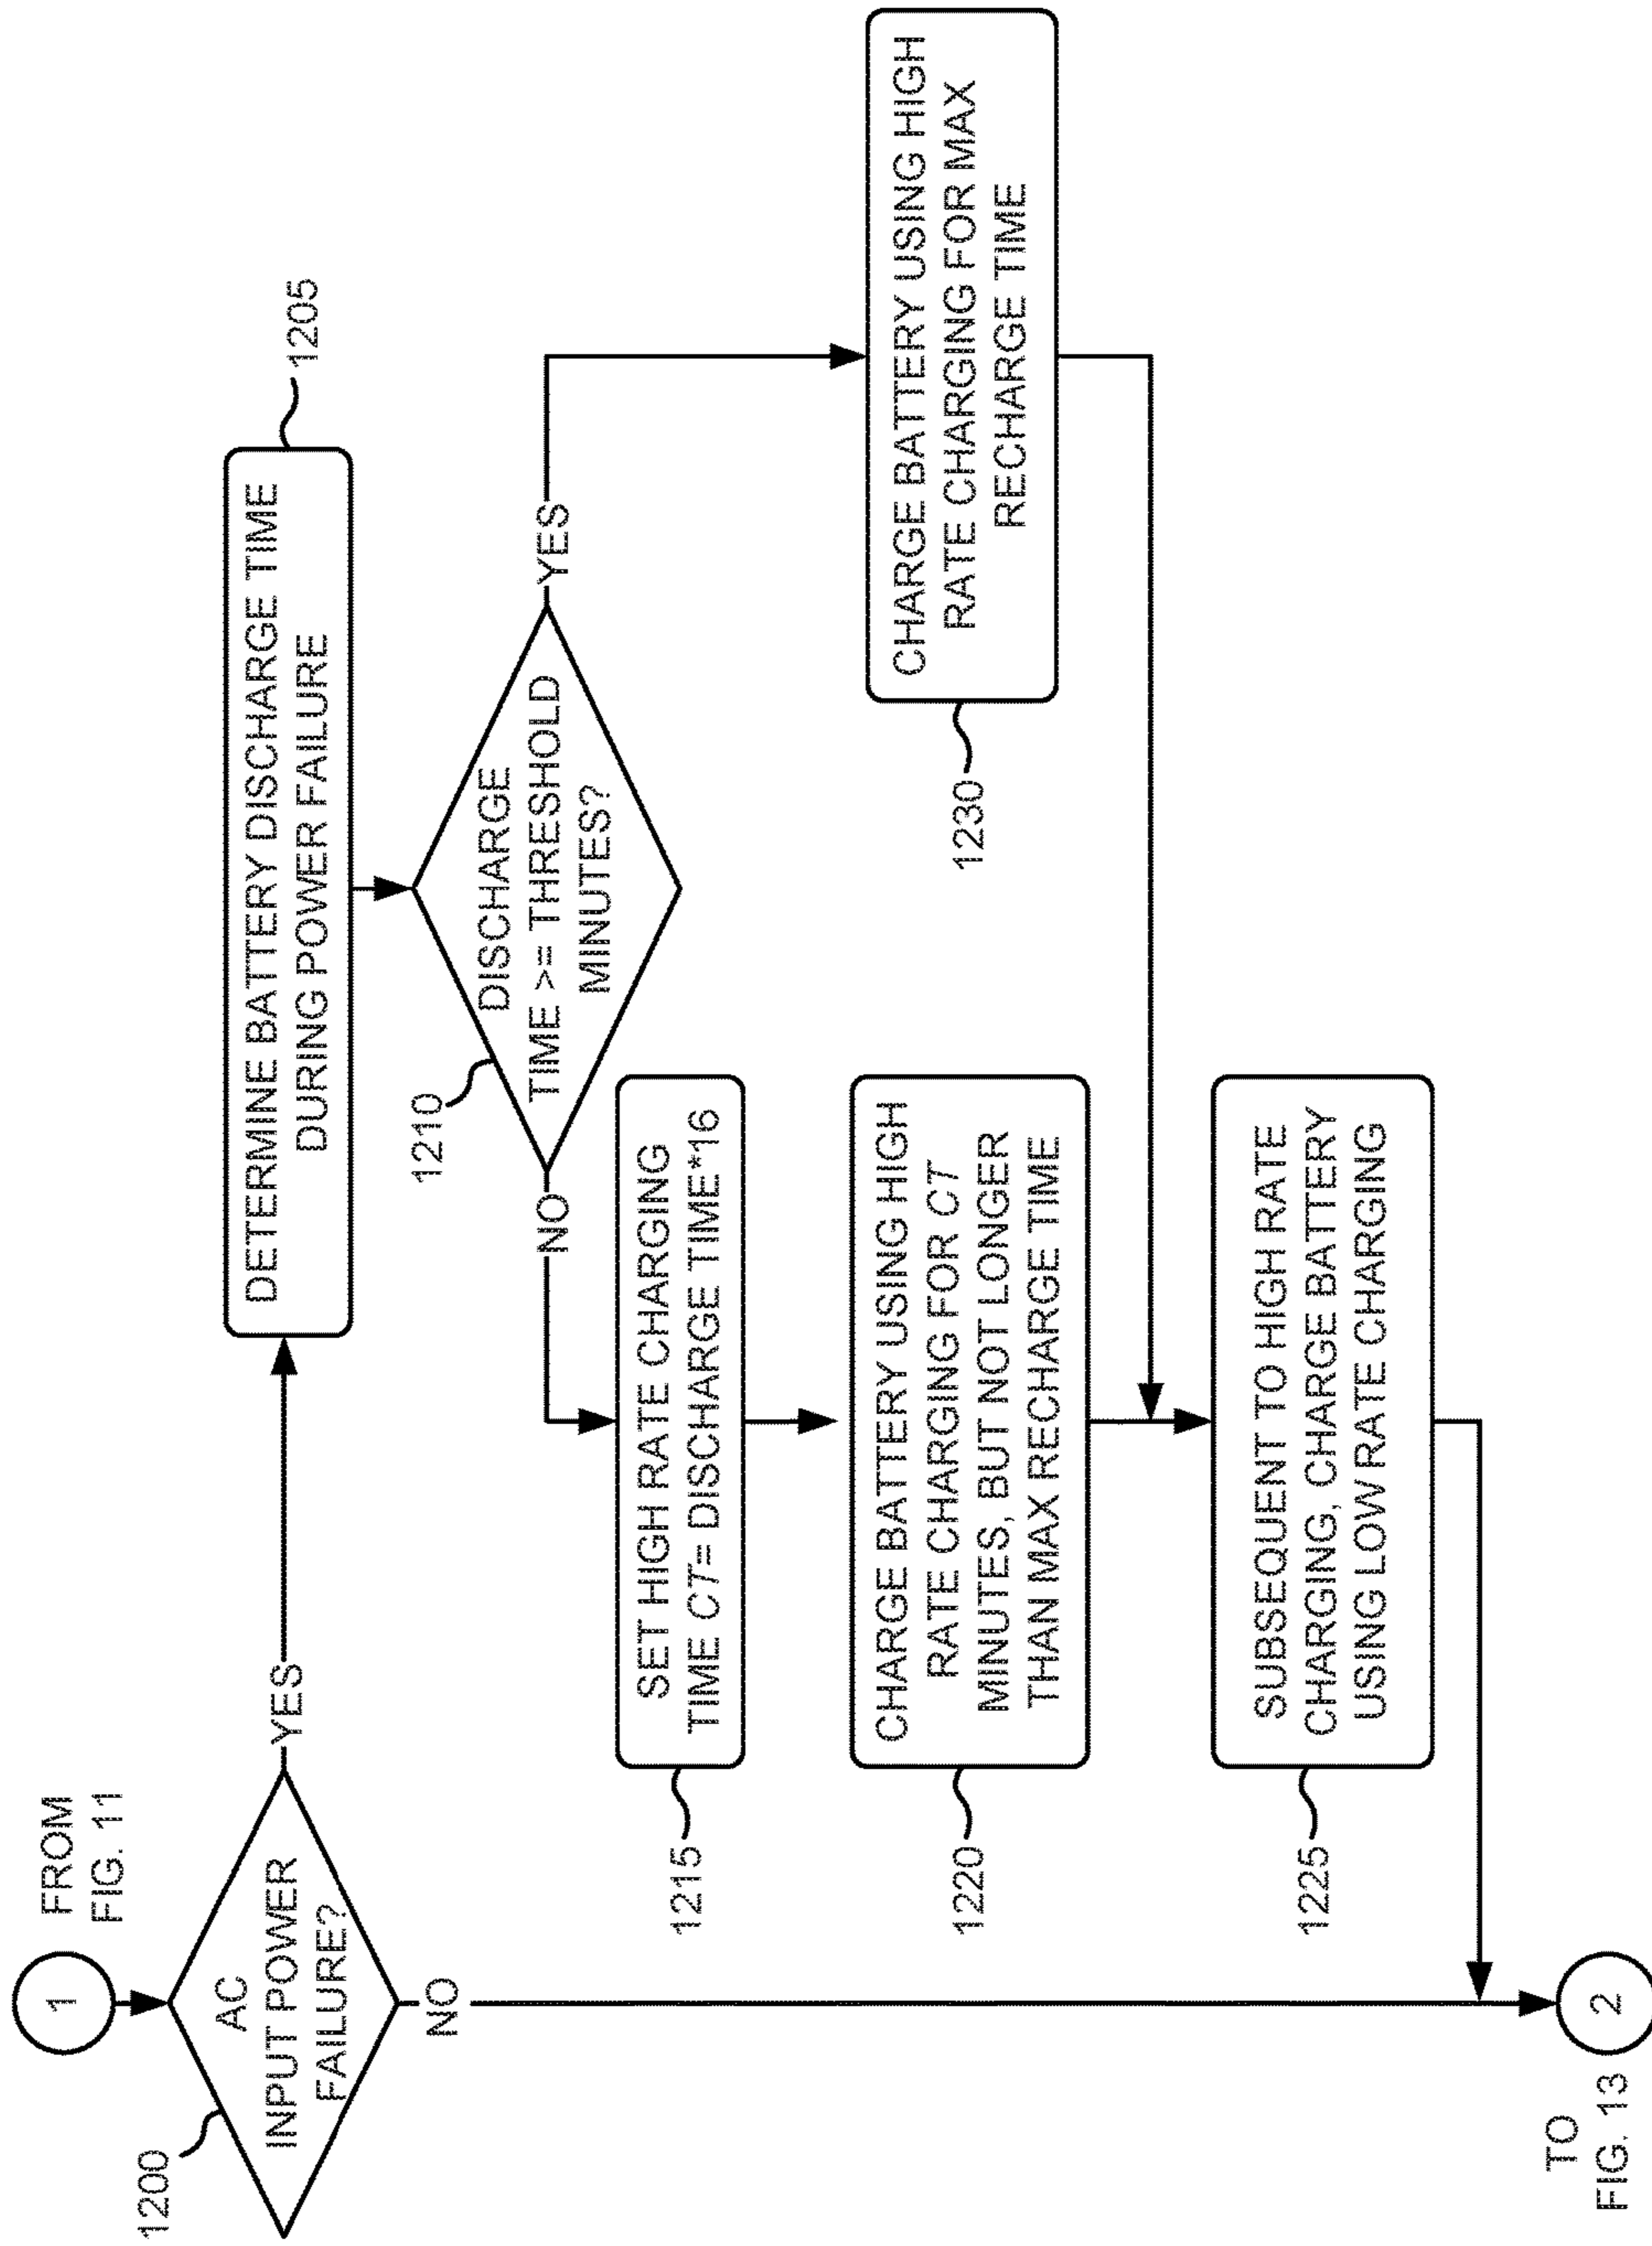 FROM
FIG. 11
1
1200
AC
INPUT POWER
FAILURE?
YES
NO
DETERMINE BATTERY DISCHARGE TIME
DURING POWER FAILURE
1205
1210
DISCHARGE
TIME >= THRESHOLD
MINUTES?
NO
YES
1215
SET HIGH RATE CHARGING
TIME CT= DISCHARGE TIME*16
1220
CHARGE BATTERY USING HIGH
RATE CHARGING FOR CT
MINUTES, BUT NOT LONGER
THAN MAX RECHARGE TIME
1230
CHARGE BATTERY USING HIGH
RATE CHARGING FOR MAX
RECHARGE TIME
1225
SUBSEQUENT TO HIGH RATE
CHARGING, CHARGE BATTERY
USING LOW RATE CHARGING
TO
FIG. 13
2